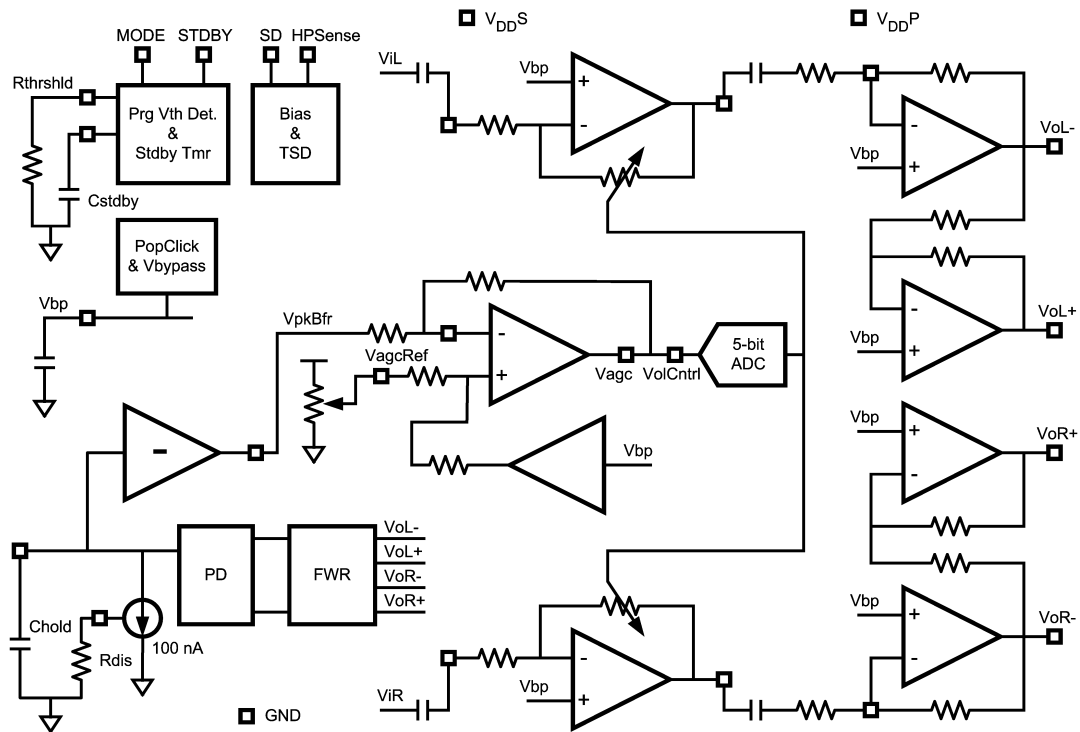 V_DD S
V_DD P
MODE STDBY
SD HPSense
ViL
Vbp
+
-
Rthrshld
Prg Vth Det.
&
Stdby Tmr
Bias
&
TSD
Cstdby
-
Vbp
+
VoL-
PopClick
& Vbypass
Vbp
VpkBfr
-
+
VagcRef
Vagc
VolCntrl
5-bit
ADC
-
Vbp
+
VoL+
-
Vbp
Vbp
+
-
VoR+
PD
FWR
VoL-
VoL+
VoR-
VoR+
Chold
Rdis
100 nA
-
Vbp
+
ViR
Vbp
+
-
VoR-
GND